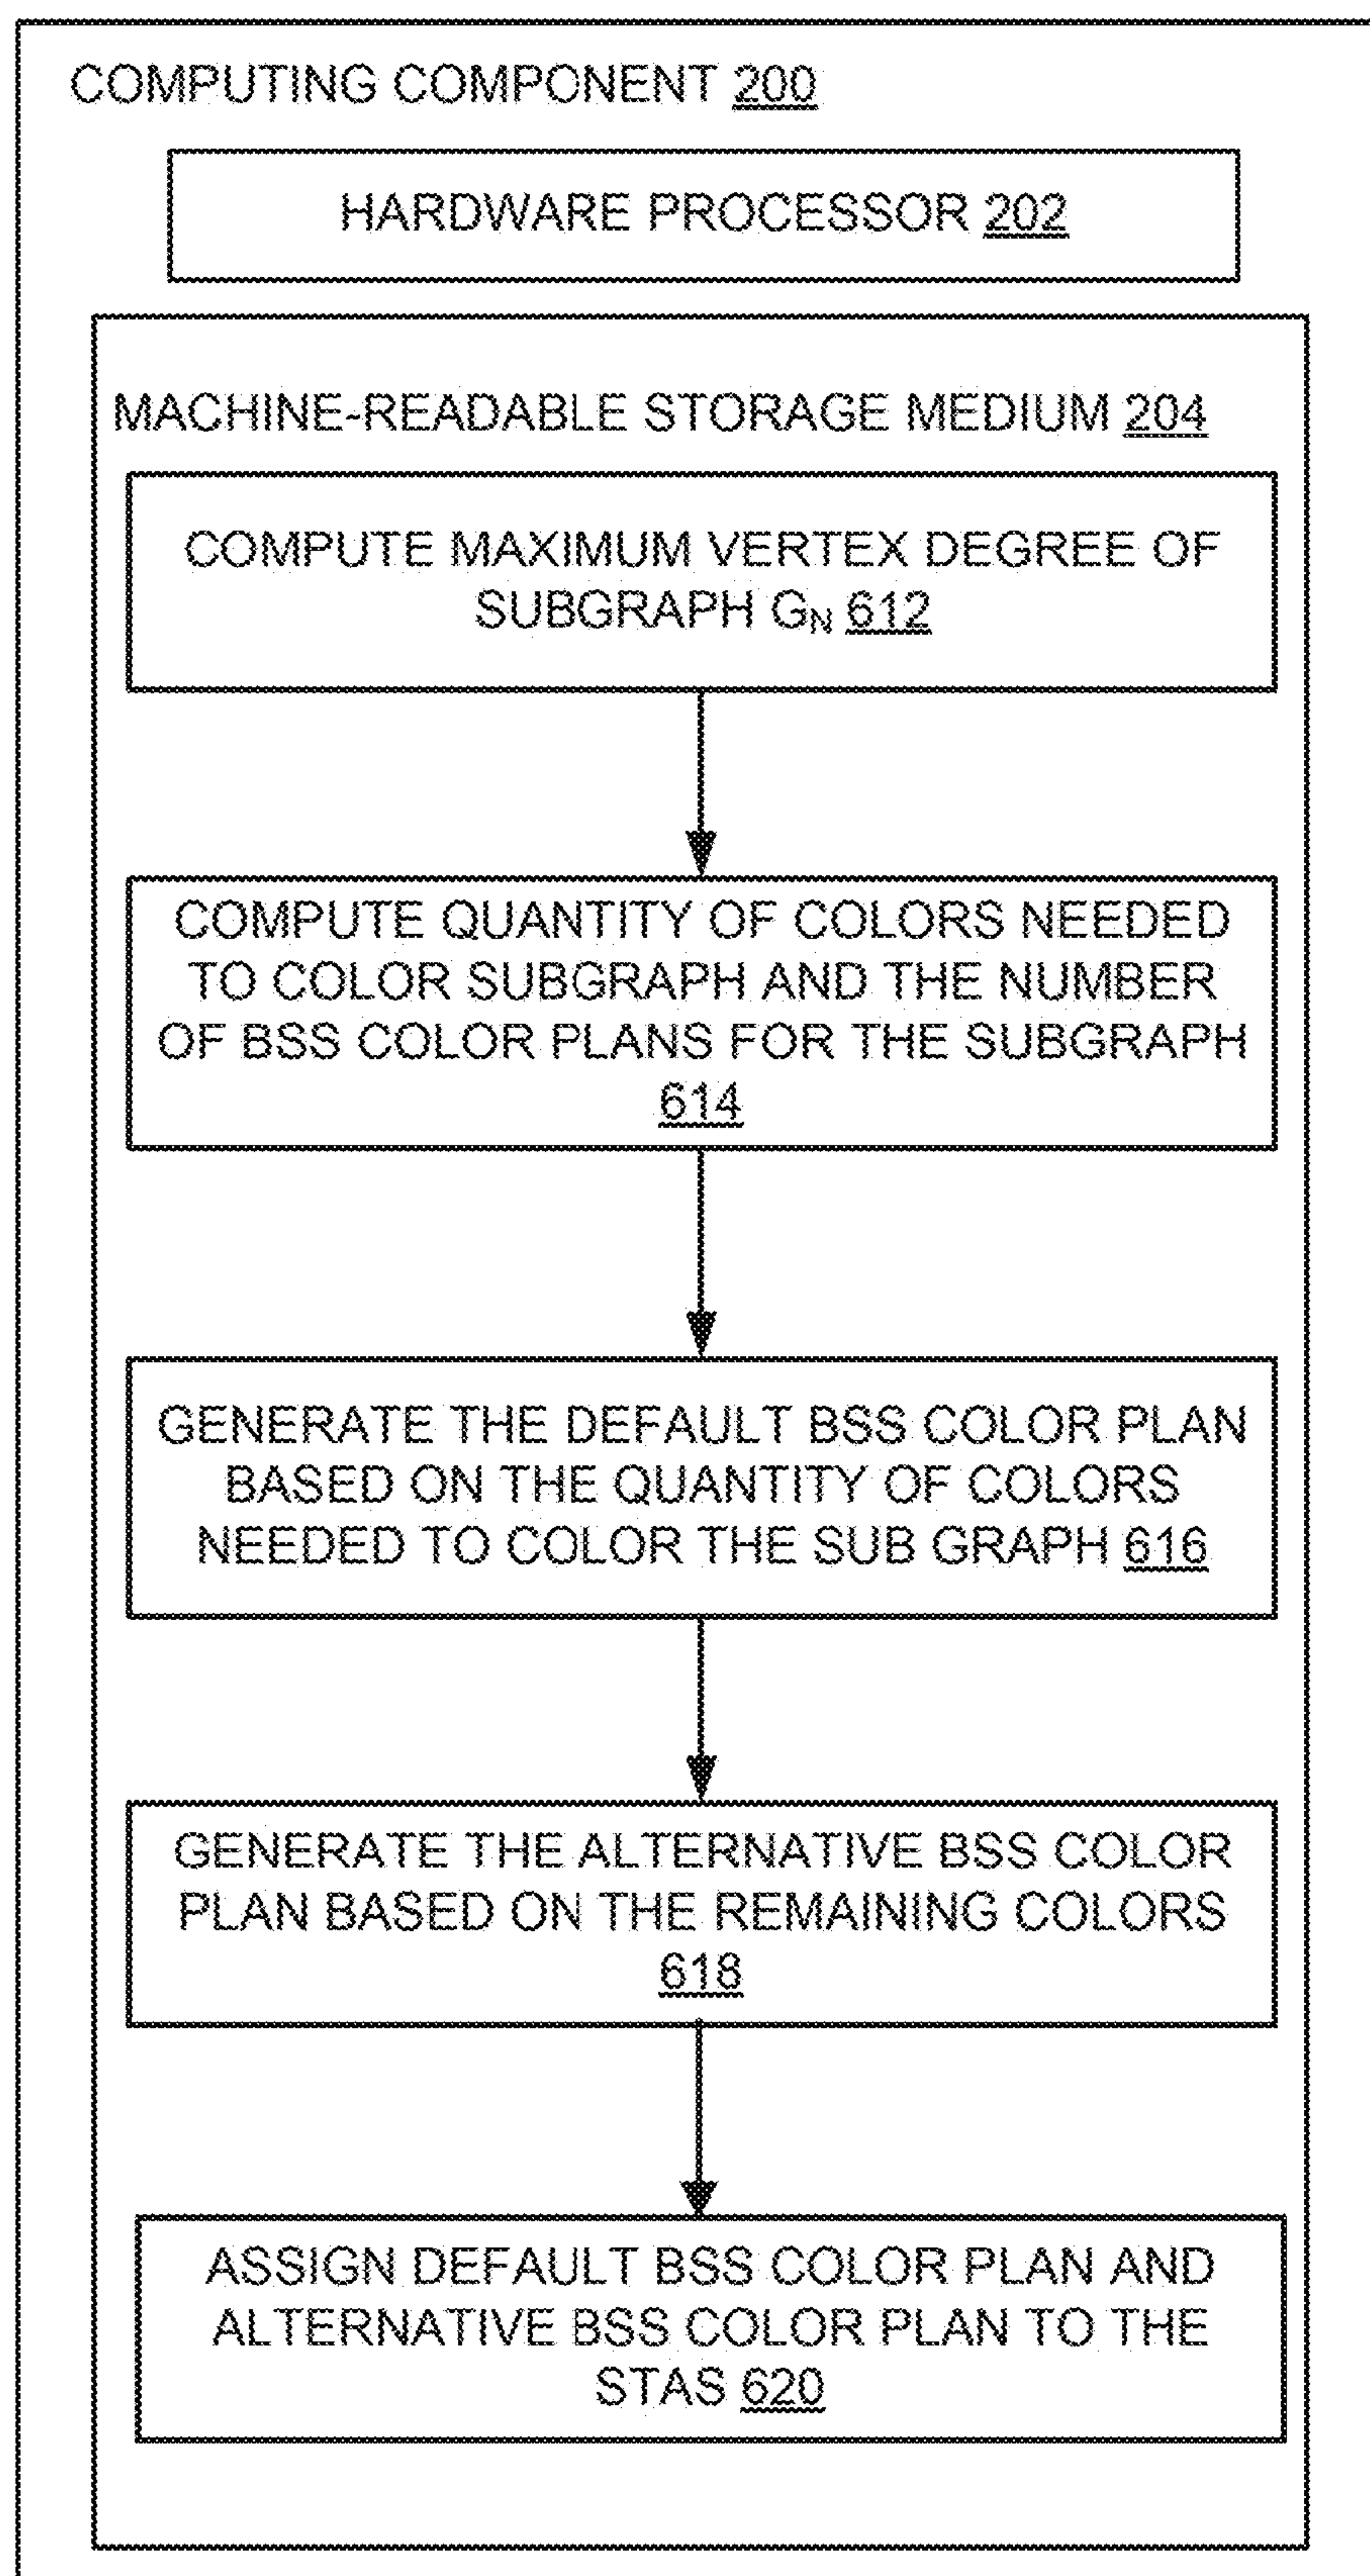 COMPUTING COMPONENT 200
HARDWARE PROCESSOR 202
MACHINE-READABLE STORAGE MEDIUM 204
COMPUTE MAXIMUM VERTEX DEGREE OF
SUBGRAPH GN 612
COMPUTE QUANTITY OF COLORS NEEDED
TO COLOR SUBGRAPH AND THE NUMBER
OF BSS COLOR PLANS FOR THE SUBGRAPH
614
GENERATE THE DEFAULT BSS COLOR PLAN
BASED ON THE QUANTITY OF COLORS
NEEDED TO COLOR THE SUB GRAPH 616
GENERATE THE ALTERNATIVE BSS COLOR
PLAN BASED ON THE REMAINING COLORS
618
ASSIGN DEFAULT BSS COLOR PLAN AND
ALTERNATIVE BSS COLOR PLAN TO THE
STAS 620